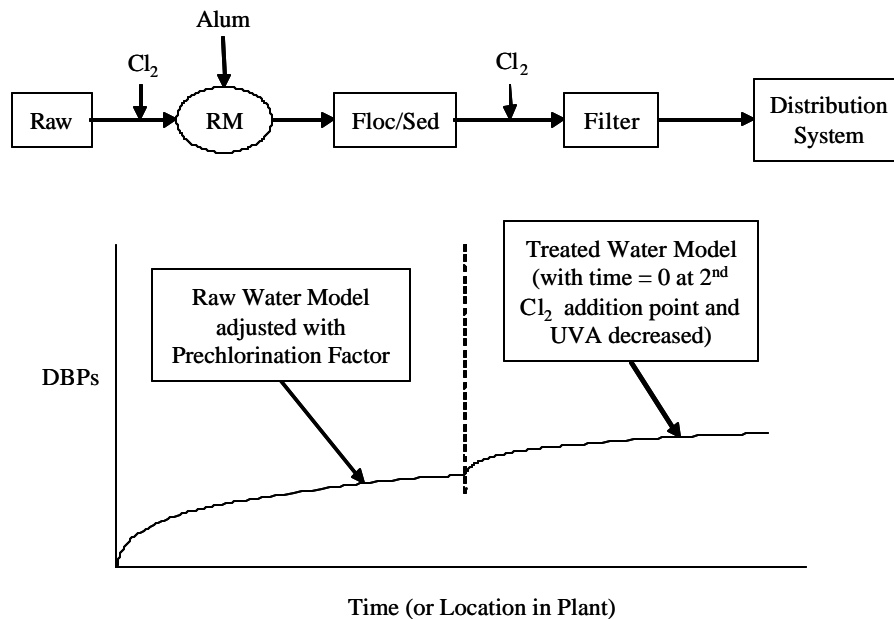 Alum
Cl2
Cl2
Raw
RM
Floc/Sed
Filter
Distribution
System
Raw Water Model
adjusted with
Prechlorination Factor
Treated Water Model
(with time = 0 at 2nd
Cl2 addition point and
UVA decreased)
DBPs
Time (or Location in Plant)